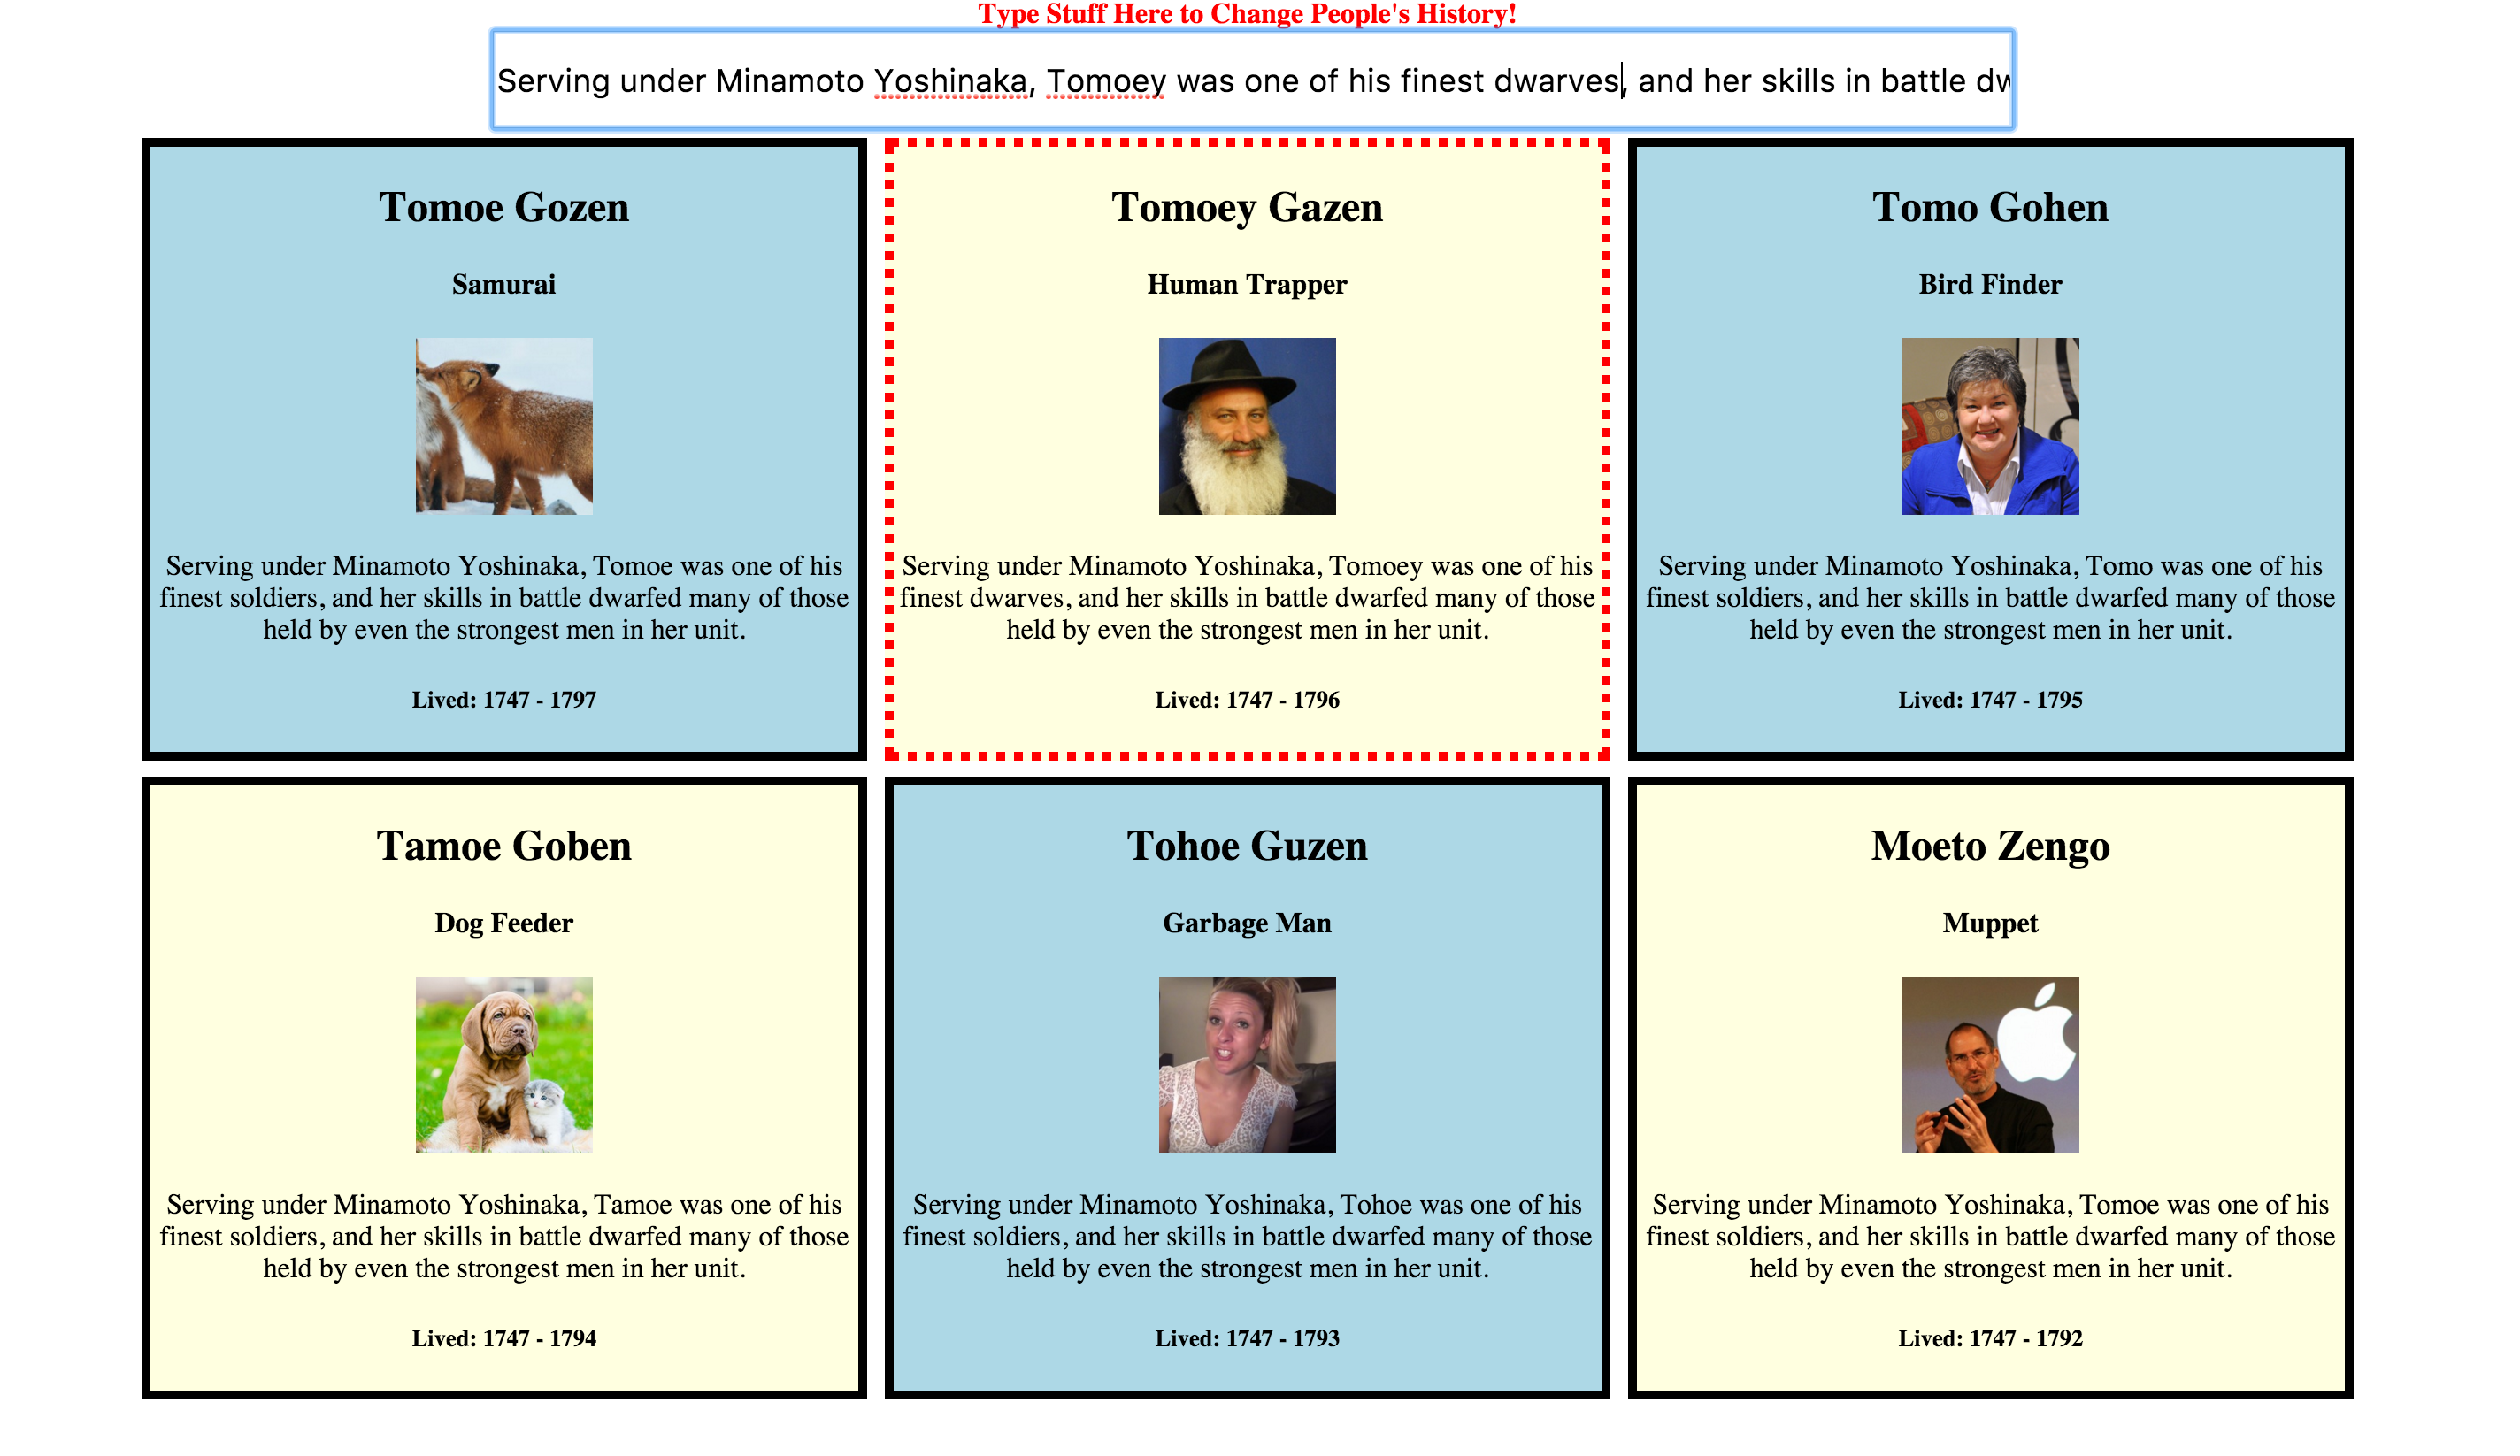 Type Stuff Here to Change People's History!
Serving under Minamoto Yoshinaka, Tomoey was one of his finest dwarves, and her skills in battle dw
Tomoe Gozen
Samurai
Serving under Minamoto Yoshinaka, Tomoe was one of his
finest soldiers, and her skills in battle dwarfed many of those
held by even the strongest men in her unit.
Lived: 1747 - 1797
Tomoey Gazen
Human Trapper
Serving under Minamoto Yoshinaka, Tomoey was one of his
finest dwarves, and her skills in battle dwarfed many of those
held by even the strongest men in her unit.
Lived: 1747 - 1796
Tomo Gohen
Bird Finder
Serving under Minamoto Yoshinaka, Tomo was one of his
finest soldiers, and her skills in battle dwarfed many of those
held by even the strongest men in her unit.
Lived: 1747 - 1795
Tamoe Goben
Dog Feeder
Serving under Minamoto Yoshinaka, Tamoe was one of his
finest soldiers, and her skills in battle dwarfed many of those
held by even the strongest men in her unit.
Lived: 1747 - 1794
Tohoe Guzen
Garbage Man
Serving under Minamoto Yoshinaka, Tohoe was one of his
finest soldiers, and her skills in battle dwarfed many of those
held by even the strongest men in her unit.
Lived: 1747 - 1793
Moeto Zengo
Muppet
Serving under Minamoto Yoshinaka, Tomoe was one of his
finest soldiers, and her skills in battle dwarfed many of those
held by even the strongest men in her unit.
Lived: 1747 - 1792